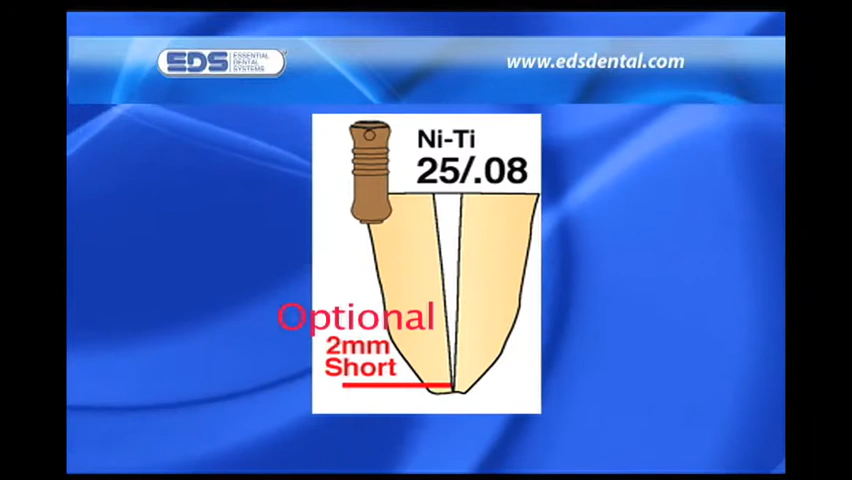 EDS ESSENTIAL
DENTAL
SYSTEMS
www.edsdental.com
Ni-Ti
25/.08
Optional
2mm
Short